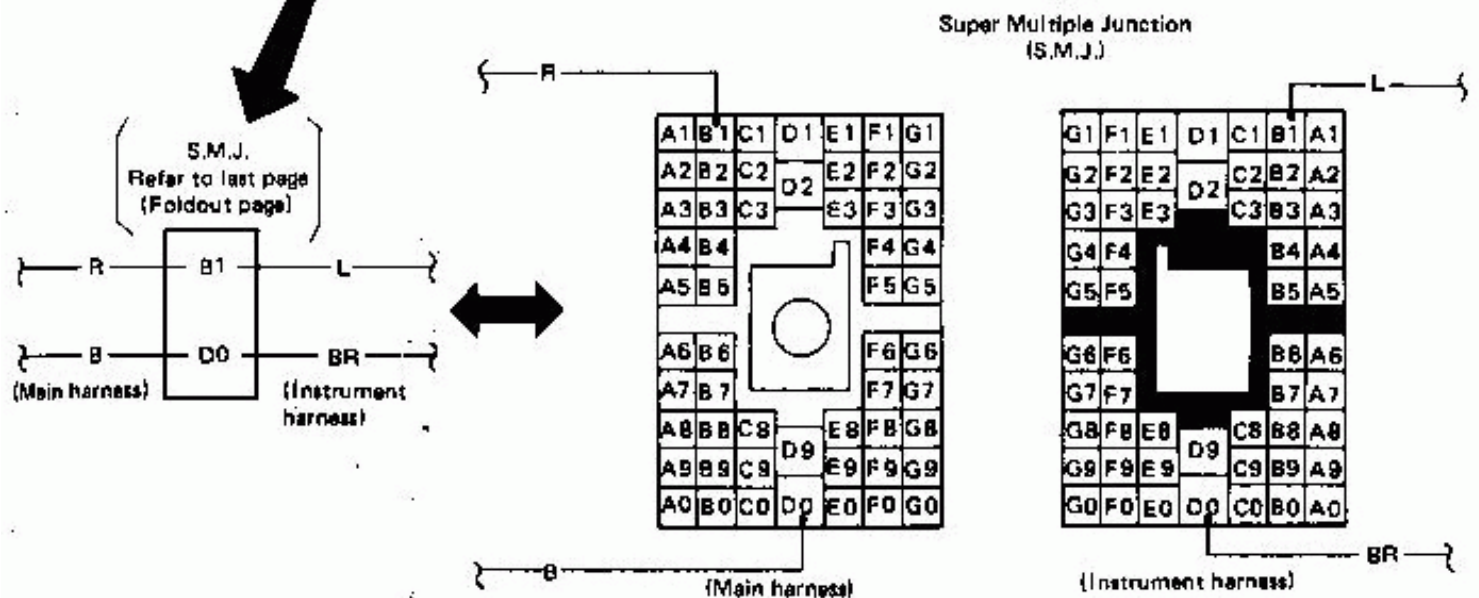 Super Multiple Junction
(S.M.J.)
S.M.J.
Refer to last page
(Foldout page)
R B1 L
B D0 BR
(Main harness) (Instrument
harness)
R
A1 B1 C1 D1 E1 F1 G1
A2 B2 C2 D2 E2 F2 G2
A3 B3 C3 E3 F3 G3
A4 B4 F4 G4
A5 B5 F5 G5
A6 B6 F6 G6
A7 B7 F7 G7
A8 B8 C8 D9 E8 F8 G8
A9 B9 C9 E9 F9 G9
A0 B0 C0 D0 E0 F0 G0
B
(Main harness)
L
G1 F1 E1 D1 C1 B1 A1
G2 F2 E2 D2 C2 B2 A2
G3 F3 E3 C3 B3 A3
G4 F4 B4 A4
G5 F5 B5 A5
G6 F6 B6 A6
G7 F7 B7 A7
G8 F8 E8 D9 C8 B8 A8
G9 F9 E9 C9 B9 A9
G0 F0 E0 D0 C0 B0 A0
BR
(Instrument harness)